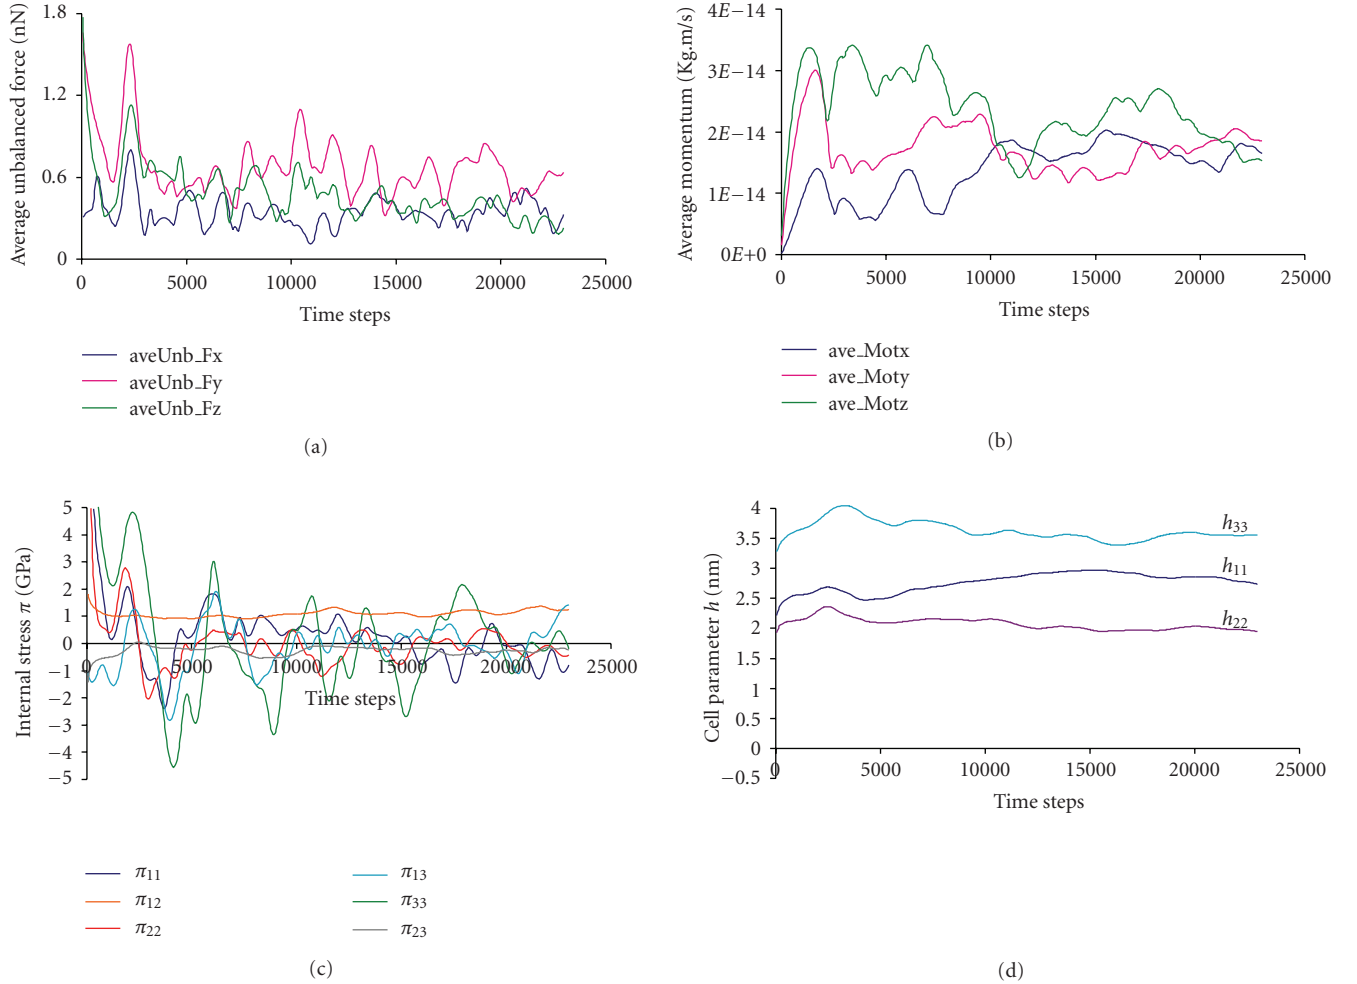 Average unbalanced force (nN)
1.8
1.2
0.6
0
0 5000 10000 15000 20000 25000
Time steps
aveUnb_Fx
aveUnb_Fy
aveUnb_Fz
(a)
Average momentum (Kg.m/s)
4E−14
3E−14
2E−14
1E−14
0E+0
0 5000 10000 15000 20000 25000
Time steps
ave_Motx
ave_Moty
ave_Motz
(b)
Internal stress π (GPa)
5
4
3
2
1
0
−1
−2
−3
−4
−5
0 5000 10000 15000 20000 25000
Time steps
π11
π12
π22
π13
π33
π23
(c)
Cell parameter h (nm)
4
3.5
3
2.5
2
1.5
1
0.5
0
−0.5
h33
h11
h22
0 5000 10000 15000 20000 25000
Time steps
(d)